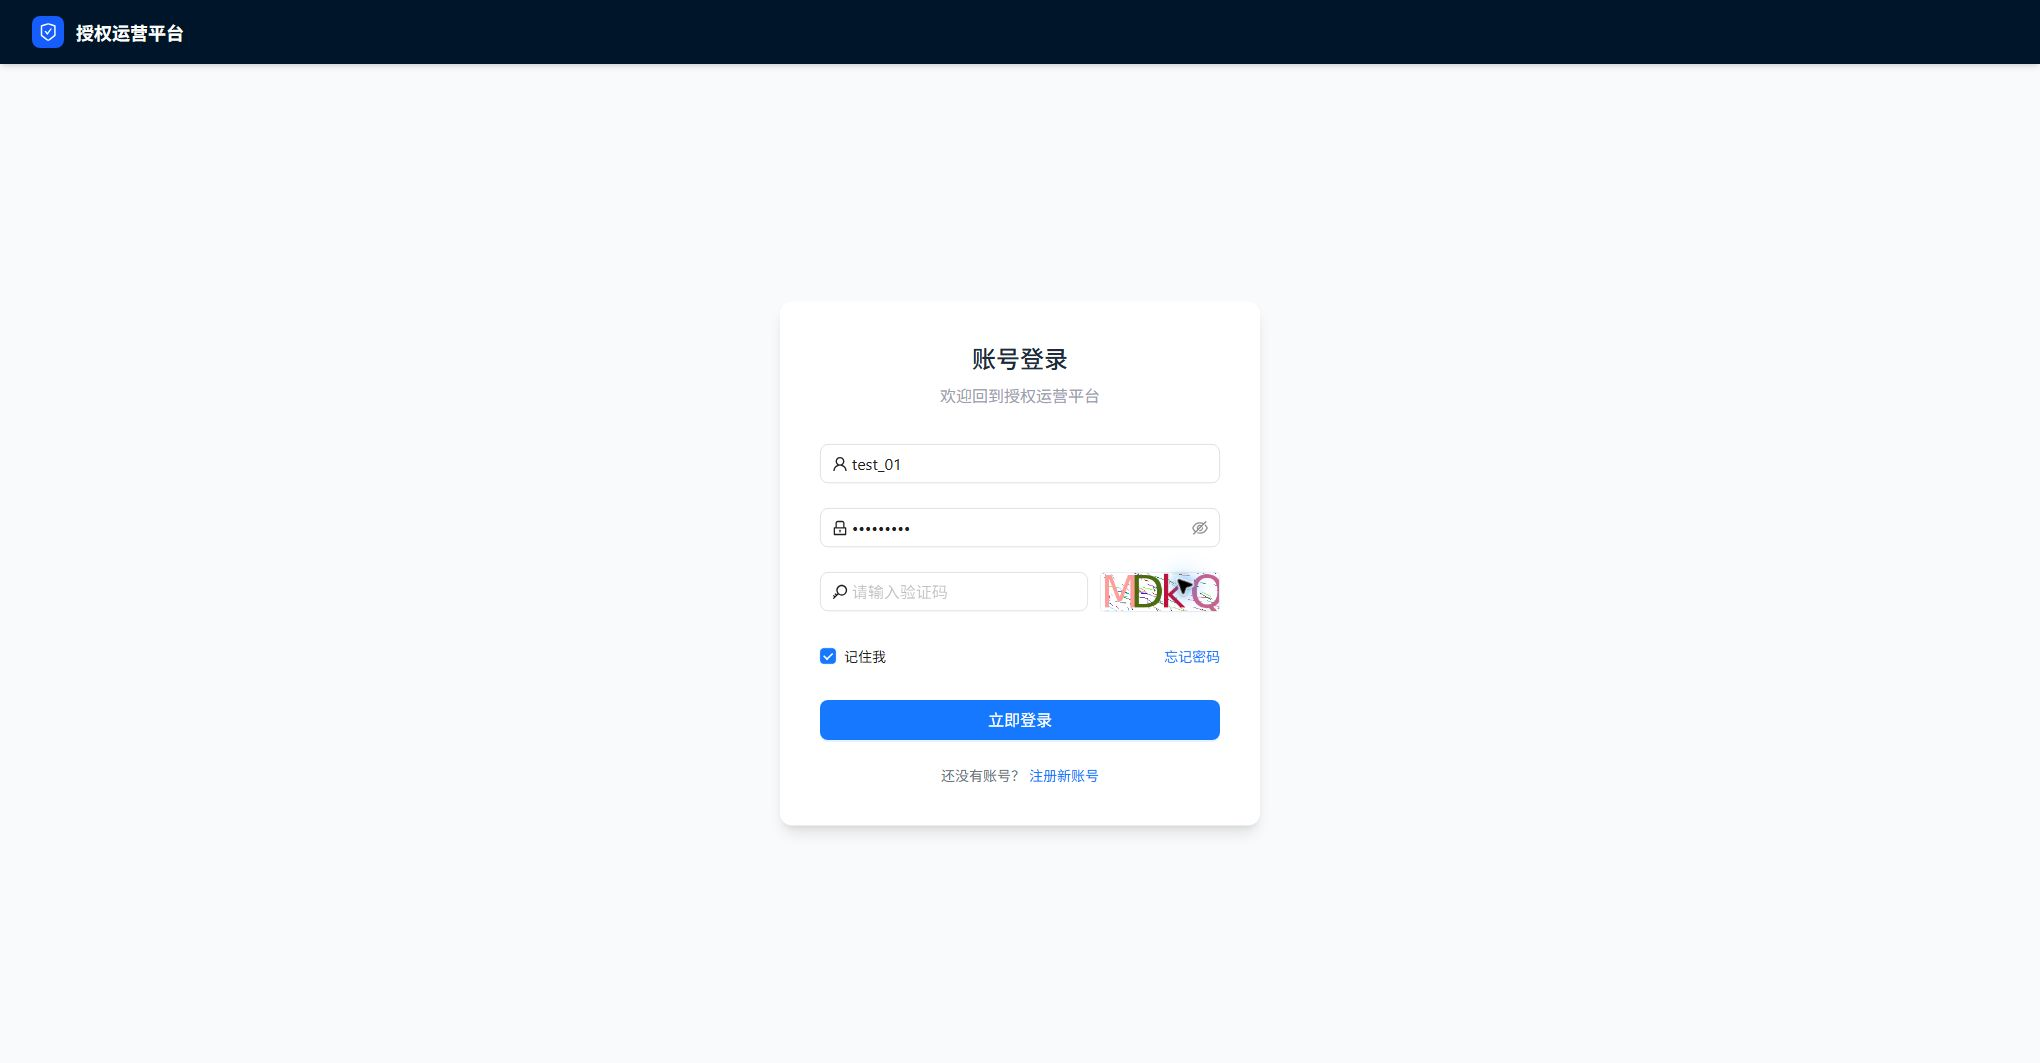 授权运营平台
账号登录
欢迎回到授权运营平台
test_01
•••••••••
请输入验证码
MDkQ
记住我
忘记密码
立即登录
还没有账号？ 注册新账号